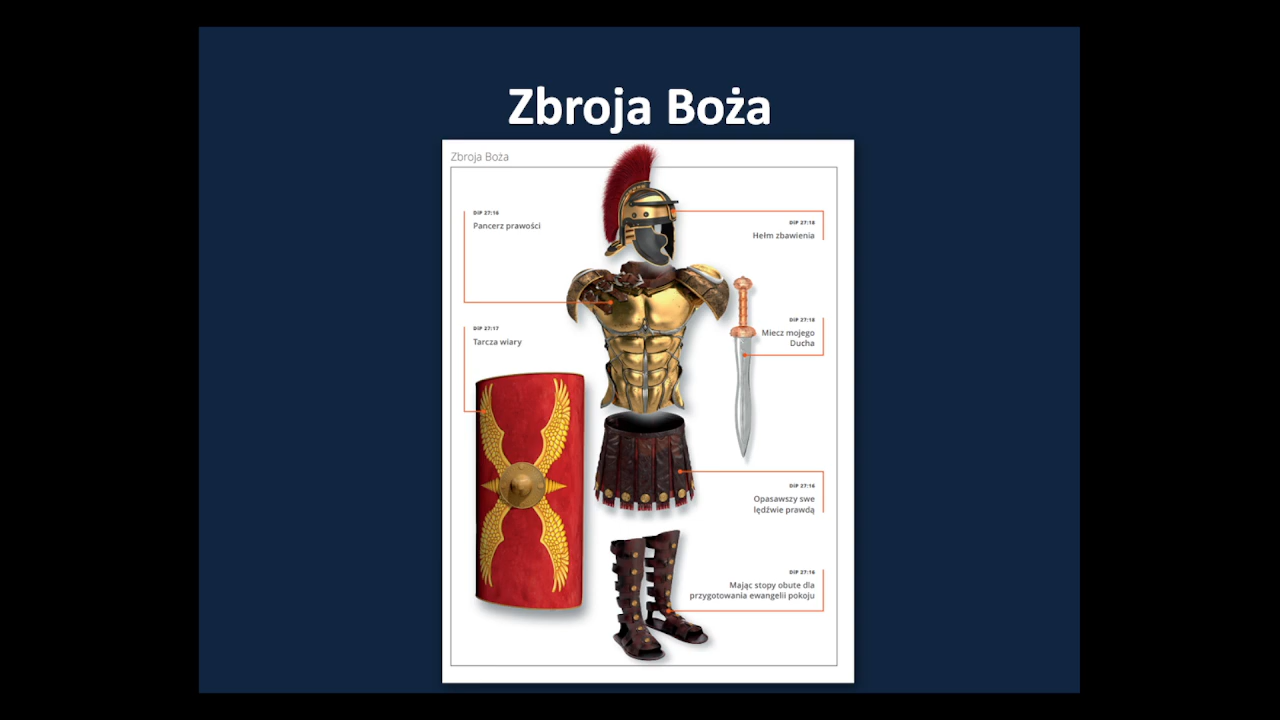 Zbroja Boża
Zbroja Boża
DiP 27:16
Pancerz prawości
DiP 27:18
Hełm zbawienia
DiP 27:17
Tarcza wiary
DiP 27:18
Miecz mojego
Ducha
DiP 27:16
Opasawszy swe
lędźwie prawdą
DiP 27:16
Mając stopy obute dla
przygotowania ewangelii pokoju